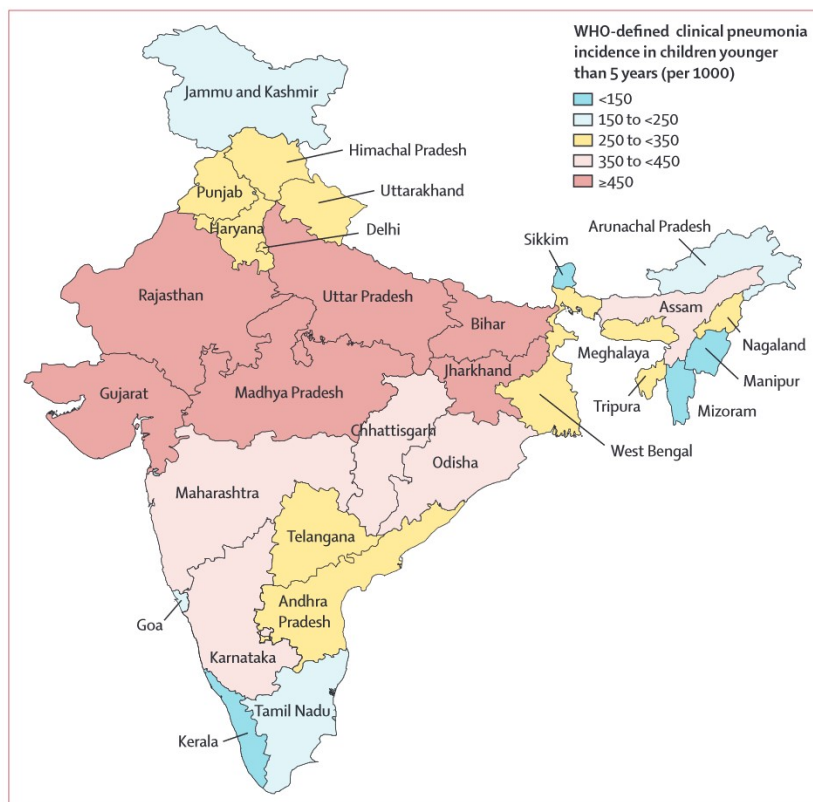 WHO-defined clinical pneumonia
incidence in children younger
than 5 years (per 1000)
<150
150 to <250
250 to <350
350 to <450
≥450
Jammu and Kashmir
Himachal Pradesh
Punjab
Uttarakhand
Haryana
Delhi
Sikkim
Arunachal Pradesh
Rajasthan
Uttar Pradesh
Assam
Bihar
Nagaland
Meghalaya
Jharkhand
Gujarat
Madhya Pradesh
Manipur
Tripura
Mizoram
Chhattisgarh
West Bengal
Odisha
Maharashtra
Telangana
Andhra
Pradesh
Goa
Karnataka
Tamil Nadu
Kerala